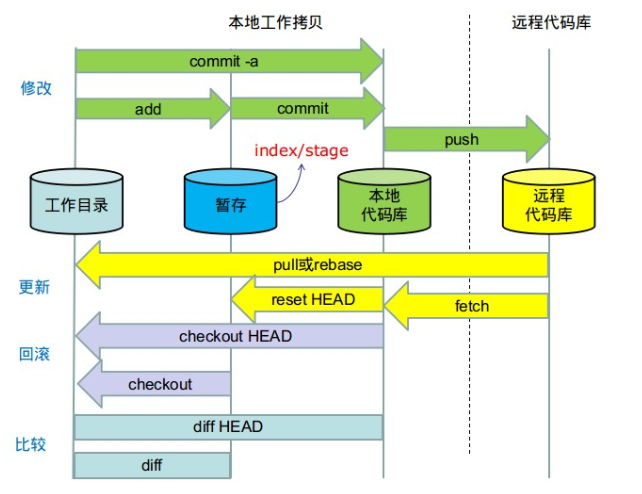 本地工作拷贝
远程代码库
修改
commit -a
add
commit
push
index/stage
工作目录
暂存
本地
代码库
远程
代码库
更新
pull或rebase
reset HEAD
fetch
回滚
checkout HEAD
checkout
比较
diff HEAD
diff